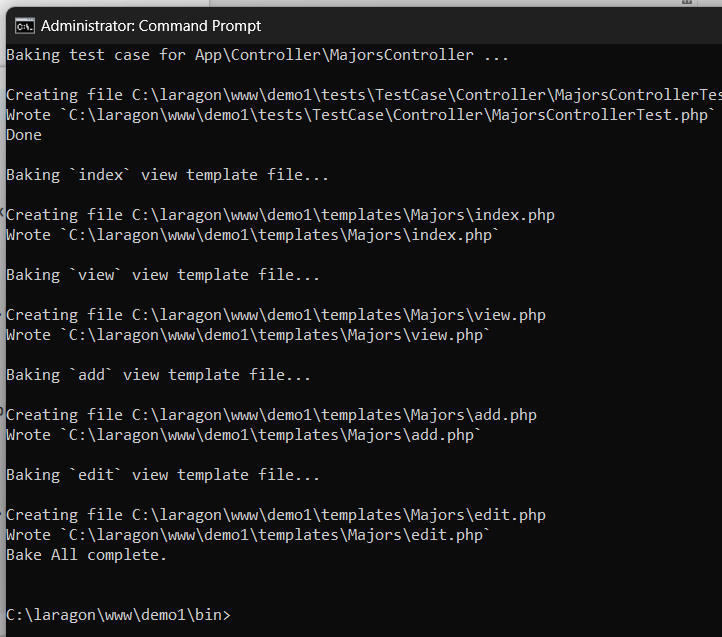 Administrator: Command Prompt
Baking test case for App\Controller\MajorsController ...
Creating file C:\laragon\www\demo1\tests\TestCase\Controller\MajorsControllerTes
Wrote `C:\laragon\www\demo1\tests\TestCase\Controller\MajorsControllerTest.php`
Done
Baking `index` view template file...
Creating file C:\laragon\www\demo1\templates\Majors\index.php
Wrote `C:\laragon\www\demo1\templates\Majors\index.php`
Baking `view` view template file...
Creating file C:\laragon\www\demo1\templates\Majors\view.php
Wrote `C:\laragon\www\demo1\templates\Majors\view.php`
Baking `add` view template file...
Creating file C:\laragon\www\demo1\templates\Majors\add.php
Wrote `C:\laragon\www\demo1\templates\Majors\add.php`
Baking `edit` view template file...
Creating file C:\laragon\www\demo1\templates\Majors\edit.php
Wrote `C:\laragon\www\demo1\templates\Majors\edit.php`
Bake All complete.
C:\laragon\www\demo1\bin>